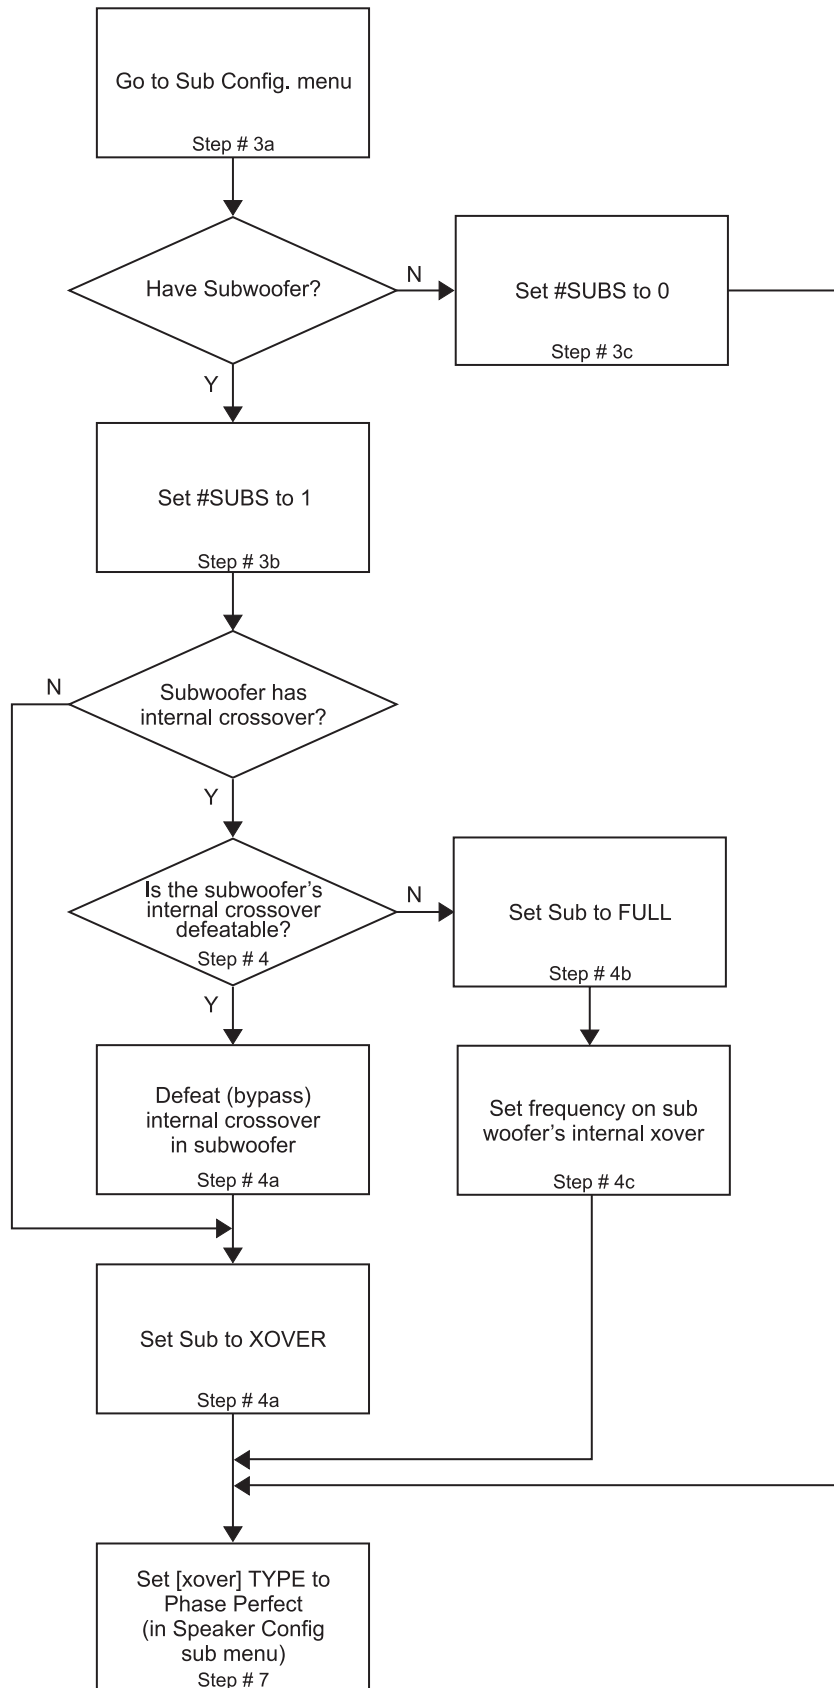 Go to Sub Config. menu
Step # 3a
Have Subwoofer?
N
Set #SUBS to 0
Step # 3c
Y
Set #SUBS to 1
Step # 3b
N
Subwoofer has
internal crossover?
Y
Is the subwoofer's
internal crossover
defeatable?
Step # 4
N
Set Sub to FULL
Step # 4b
Y
Defeat (bypass)
internal crossover
in subwoofer
Step # 4a
Set frequency on sub
woofer's internal xover
Step # 4c
Set Sub to XOVER
Step # 4a
Set [xover] TYPE to
Phase Perfect
(in Speaker Config
sub menu)
Step # 7